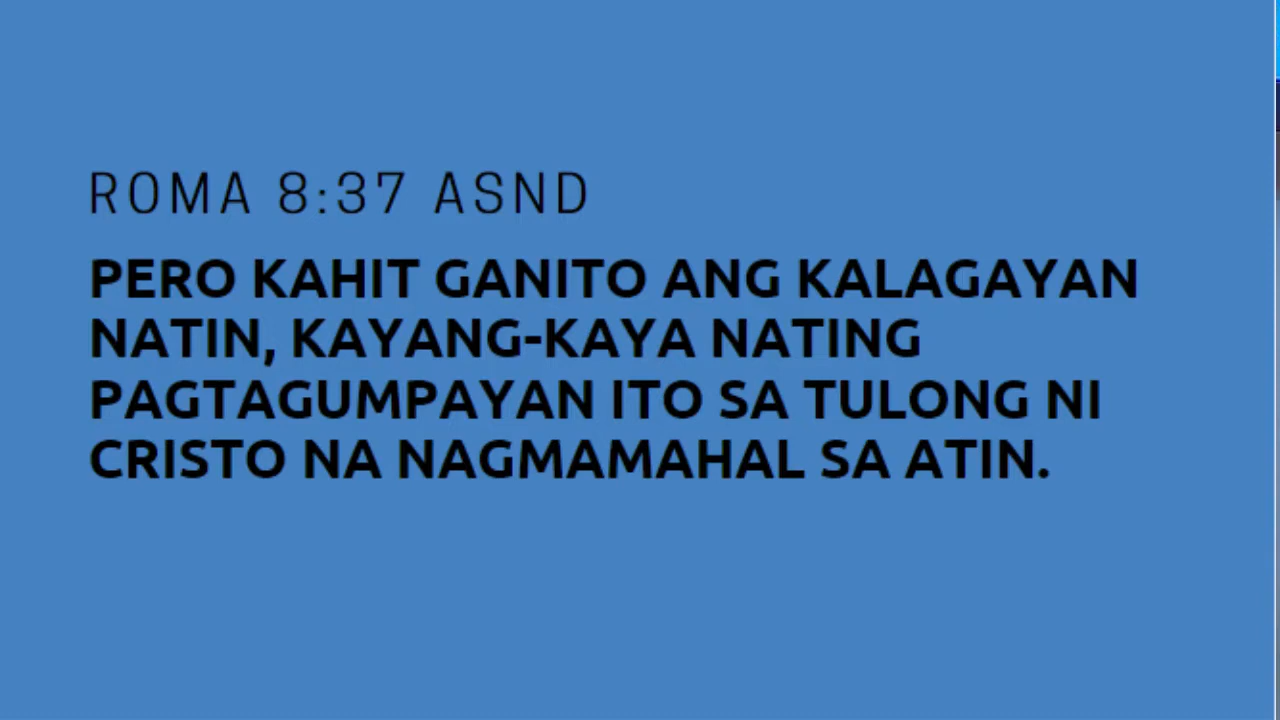 ROMA 8:37 ASND
PERO KAHIT GANITO ANG KALAGAYAN
NATIN, KAYANG-KAYA NATING
PAGTAGUMPAYAN ITO SA TULONG NI
CRISTO NA NAGMAMAHAL SA ATIN.